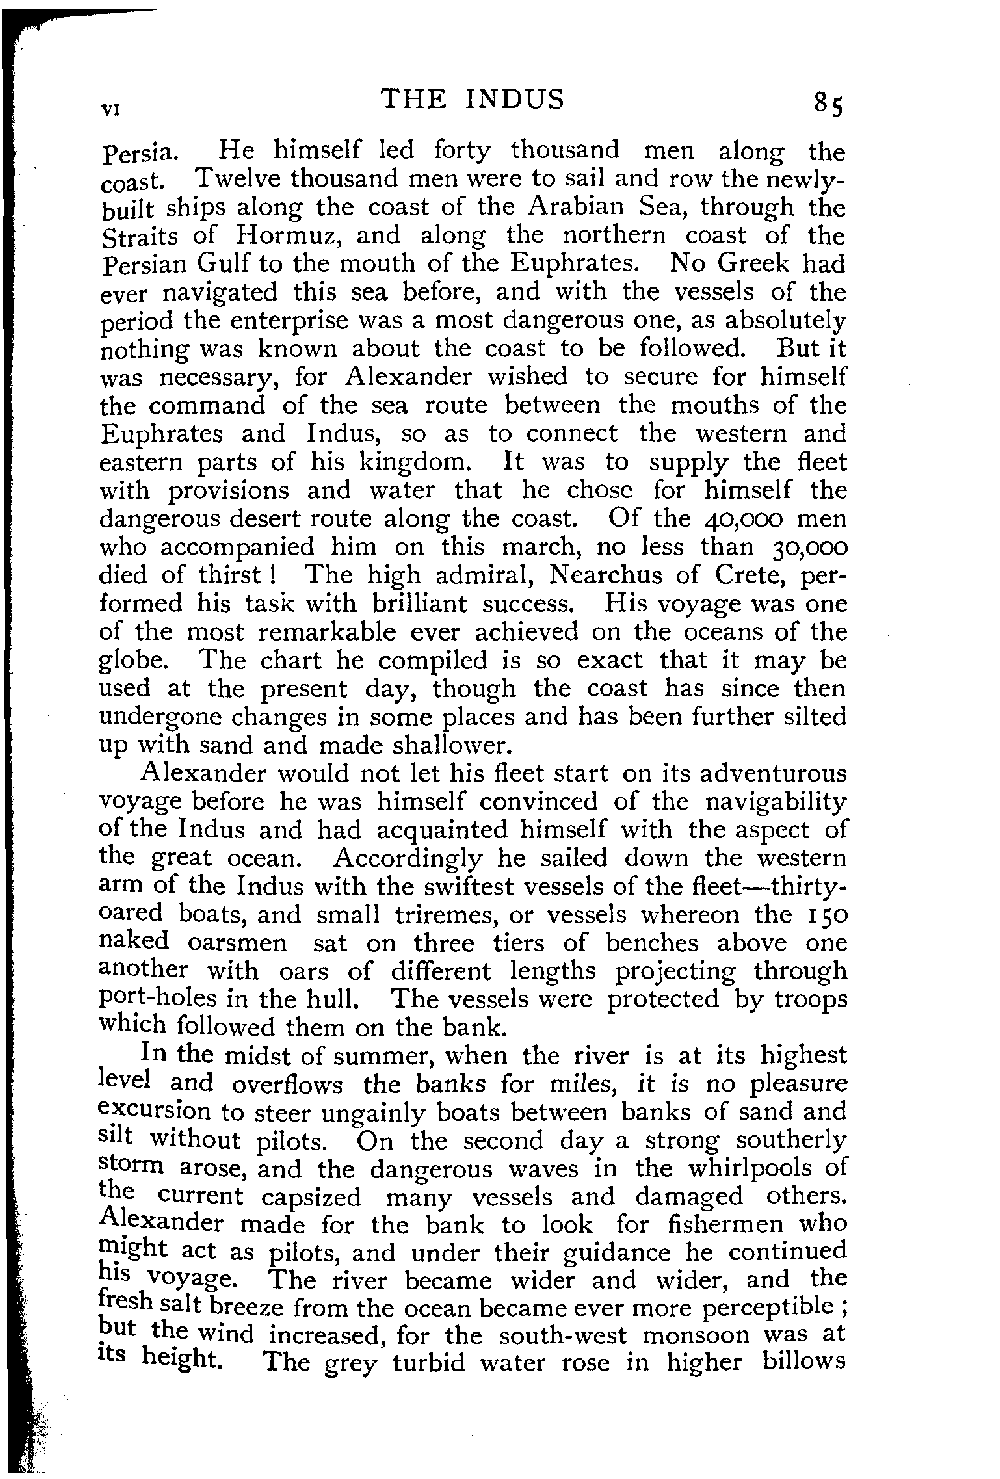 VI THE INDUS 85
Persia. He himself led forty thousand men along the
coast. Twelve thousand men were to sail and row the newly-
built ships along the coast of the Arabian Sea, through the
Straits of Hormuz, and along the northern coast of the
Persian Gulf to the mouth of the Euphrates. No Greek had
ever navigated this sea before, and with the vessels of the
period the enterprise was a most dangerous one, as absolutely
nothing was known about the coast to be followed. But it
was necessary, for Alexander wished to secure for himself
the command of the sea route between the mouths of the
Euphrates and Indus, so as to connect the western and
eastern parts of his kingdom. It was to supply the fleet
with provisions and water that he chose for himself the
dangerous desert route along the coast. Of the 40,000 men
who accompanied him on this march, no less than 30,000
died of thirst! The high admiral, Nearchus of Crete, per-
formed his task with brilliant success. His voyage was one
of the most remarkable ever achieved on the oceans of the
globe. The chart he compiled is so exact that it may be
used at the present day, though the coast has since then
undergone changes in some places and has been further silted
up with sand and made shallower.
Alexander would not let his fleet start on its adventurous
voyage before he was himself convinced of the navigability
of the Indus and had acquainted himself with the aspect of
the great ocean. Accordingly he sailed down the western
arm of the Indus with the swiftest vessels of the fleet—thirty-
oared boats, and small triremes, or vessels whereon the 150
naked oarsmen sat on three tiers of benches above one
another with oars of different lengths projecting through
port-holes in the hull. The vessels were protected by troops
which followed them on the bank.
In the midst of summer, when the river is at its highest
level and overflows the banks for miles, it is no pleasure
excursion to steer ungainly boats between banks of sand and
silt without pilots. On the second day a strong southerly
storm arose, and the dangerous waves in the whirlpools of
the current capsized many vessels and damaged others.
Alexander made for the bank to look for fishermen who
might act as pilots, and under their guidance he continued
his voyage. The river became wider and wider, and the
fresh salt breeze from the ocean became ever more perceptible;
but the wind increased, for the south-west monsoon was at
its height. The grey turbid water rose in higher billows